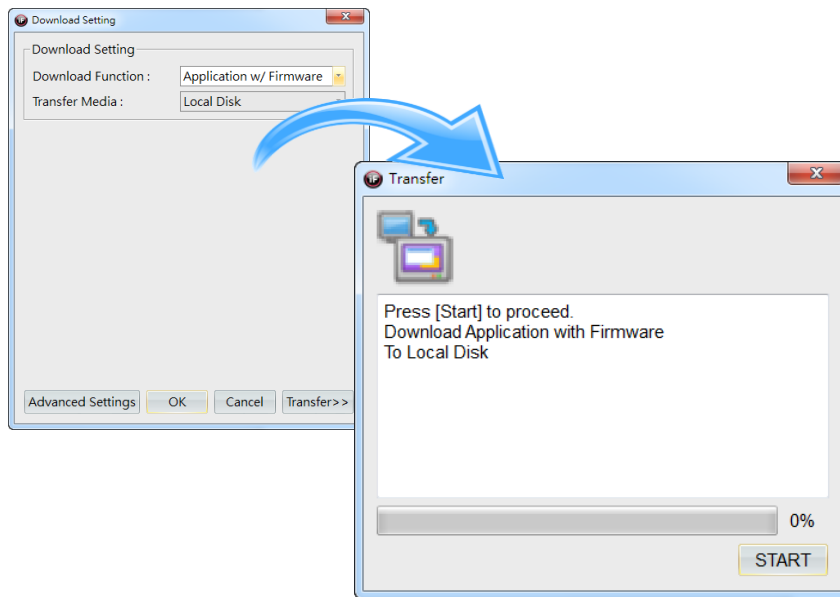 Download Setting
Download Setting
Download Function : Application w/ Firmware
Transfer Media : Local Disk
Advanced Settings OK Cancel Transfer>>
iF Transfer
Press [Start] to proceed.
Download Application with Firmware
To Local Disk
0%
START